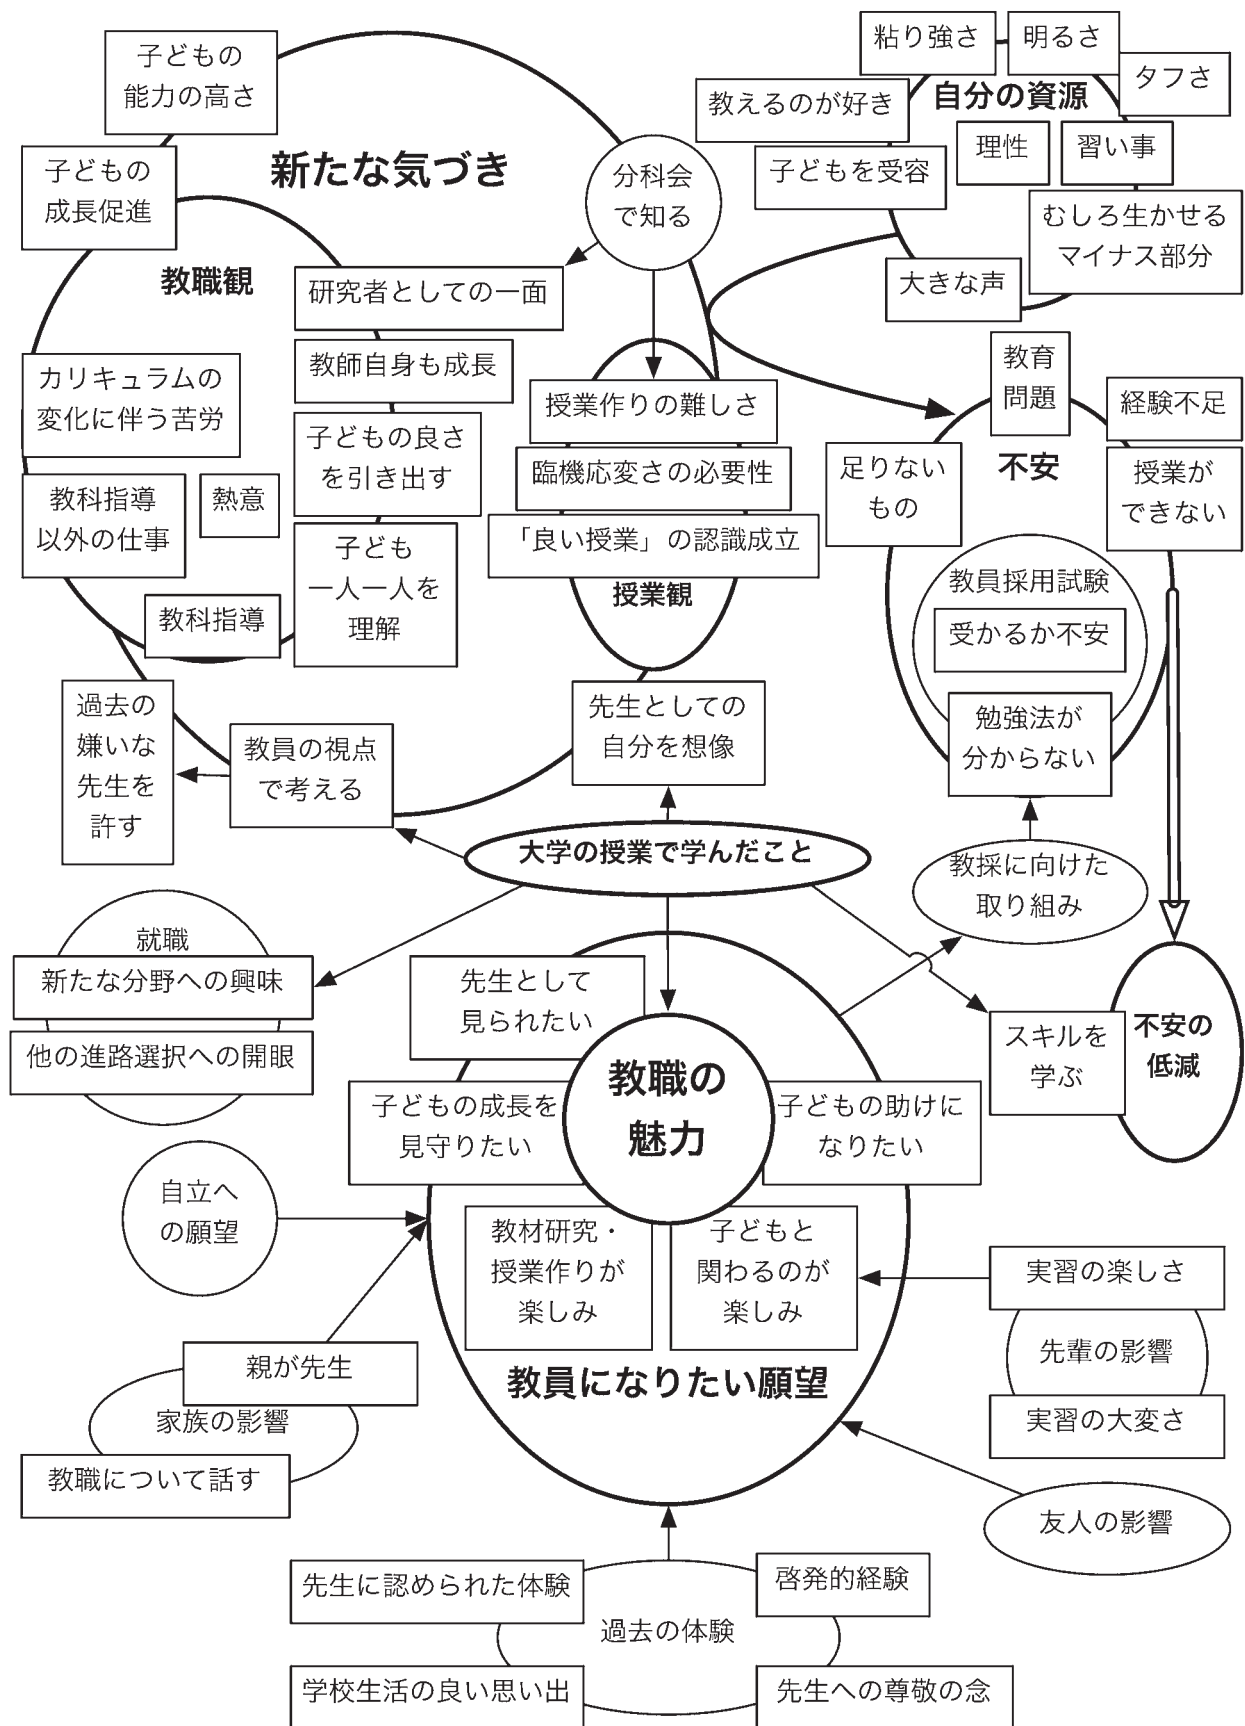 子どもの
能力の高さ
新たな気づき
分科会
で知る
子どもの
成長促進
教職観
研究者としての一面
教師自身も成長
子どもの良さ
を引き出す
子ども
一人一人を
理解
カリキュラムの
変化に伴う苦労
教科指導
以外の仕事
熱意
教科指導
授業作りの難しさ
臨機応変さの必要性
「良い授業」の認識成立
授業観
粘り強さ
明るさ
タフさ
自分の資源
教えるのが好き
理性
習い事
子どもを受容
むしろ生かせる
マイナス部分
大きな声
教育
問題
経験不足
不安
足りない
もの
授業が
できない
教員採用試験
受かるか不安
勉強法が
分からない
過去の
嫌いな
先生を
許す
教員の視点
で考える
先生としての
自分を想像
大学の授業で学んだこと
教採に向けた
取り組み
就職
新たな分野への興味
他の進路選択への開眼
先生として
見られたい
教職の
魅力
子どもの成長を
見守りたい
子どもの助けに
なりたい
スキルを
学ぶ
不安の
低減
自立へ
の願望
教材研究・
授業作りが
楽しみ
子どもと
関わるのが
楽しみ
教員になりたい願望
実習の楽しさ
先輩の影響
実習の大変さ
親が先生
家族の影響
教職について話す
友人の影響
先生に認められた体験
啓発的経験
過去の体験
学校生活の良い思い出
先生への尊敬の念